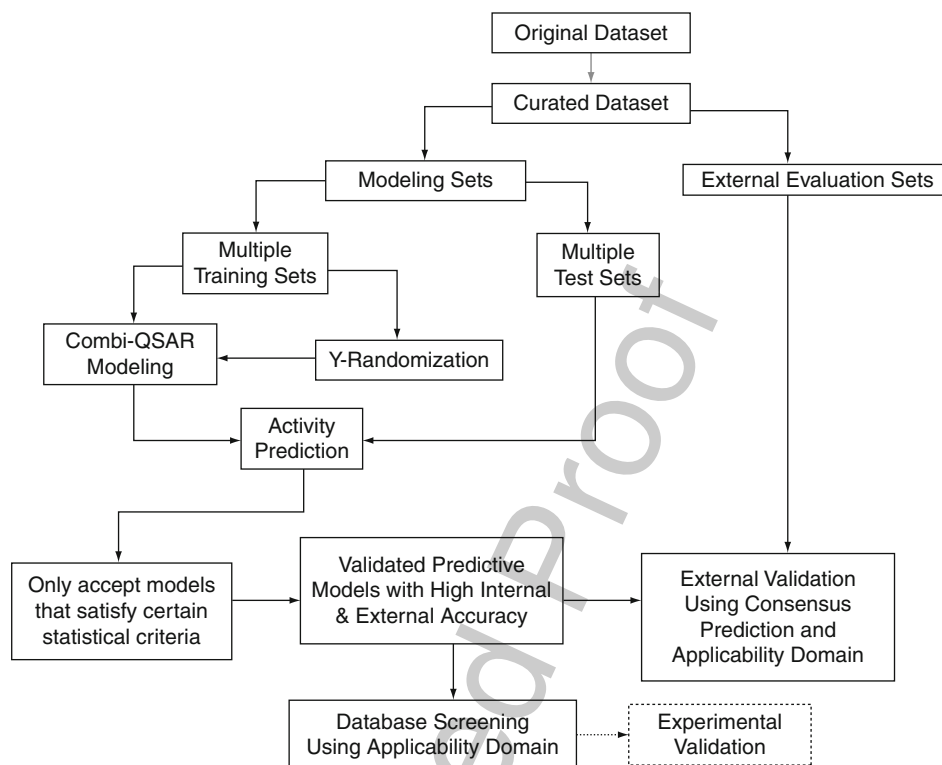 Original Dataset
Curated Dataset
Modeling Sets
External Evaluation Sets
Multiple
Training Sets
Multiple
Test Sets
Combi-QSAR
Modeling
Y-Randomization
Activity
Prediction
Only accept models
that satisfy certain
statistical criteria
Validated Predictive
Models with High Internal
& External Accuracy
External Validation
Using Consensus
Prediction and
Applicability Domain
Database Screening
Using Applicability Domain
Experimental
Validation
ed Proof